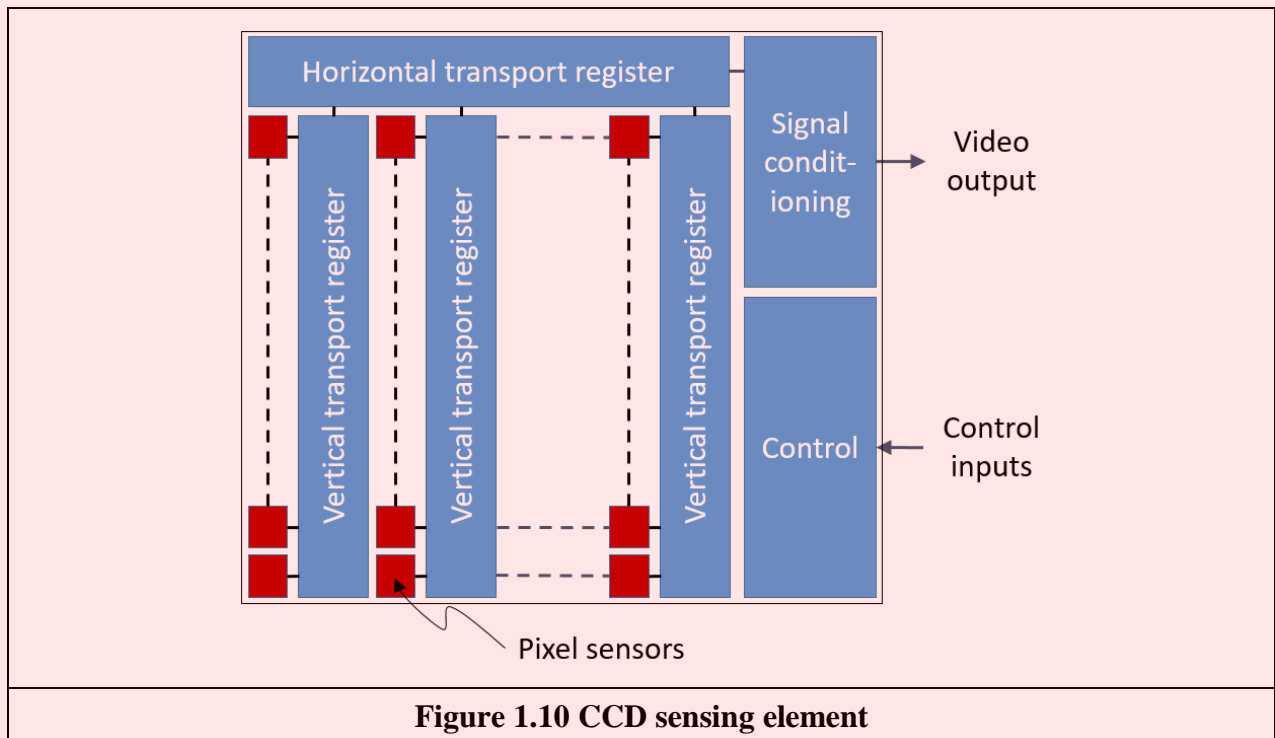 Horizontal transport register
Signal
condit-
ioning
Video
output
Vertical transport register
Vertical transport register
Vertical transport register
Control
Control
inputs
Pixel sensors
Figure 1.10 CCD sensing element